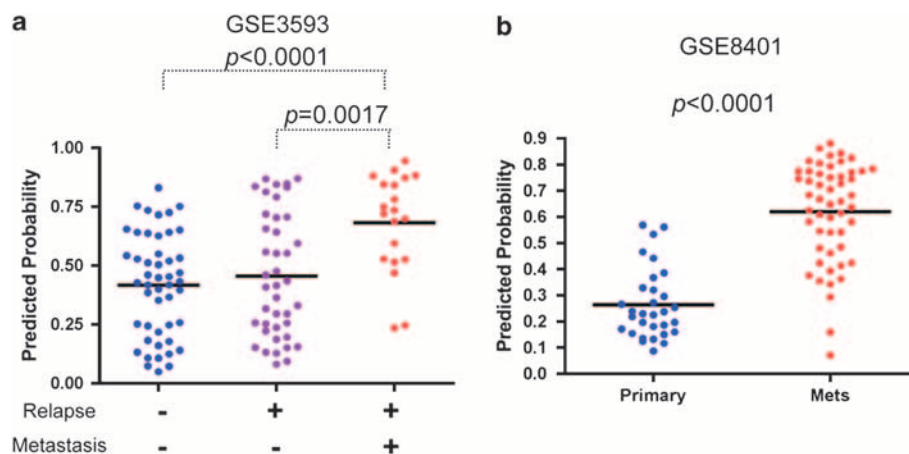 a
GSE3593
p<0.0001
p=0.0017
Predicted Probability
1.00
0.75
0.50
0.25
0.00
Relapse - + +
Metastasis - - +
b
GSE8401
p<0.0001
Predicted Probability
0.9
0.8
0.7
0.6
0.5
0.4
0.3
0.2
0.1
0.0
Primary Mets